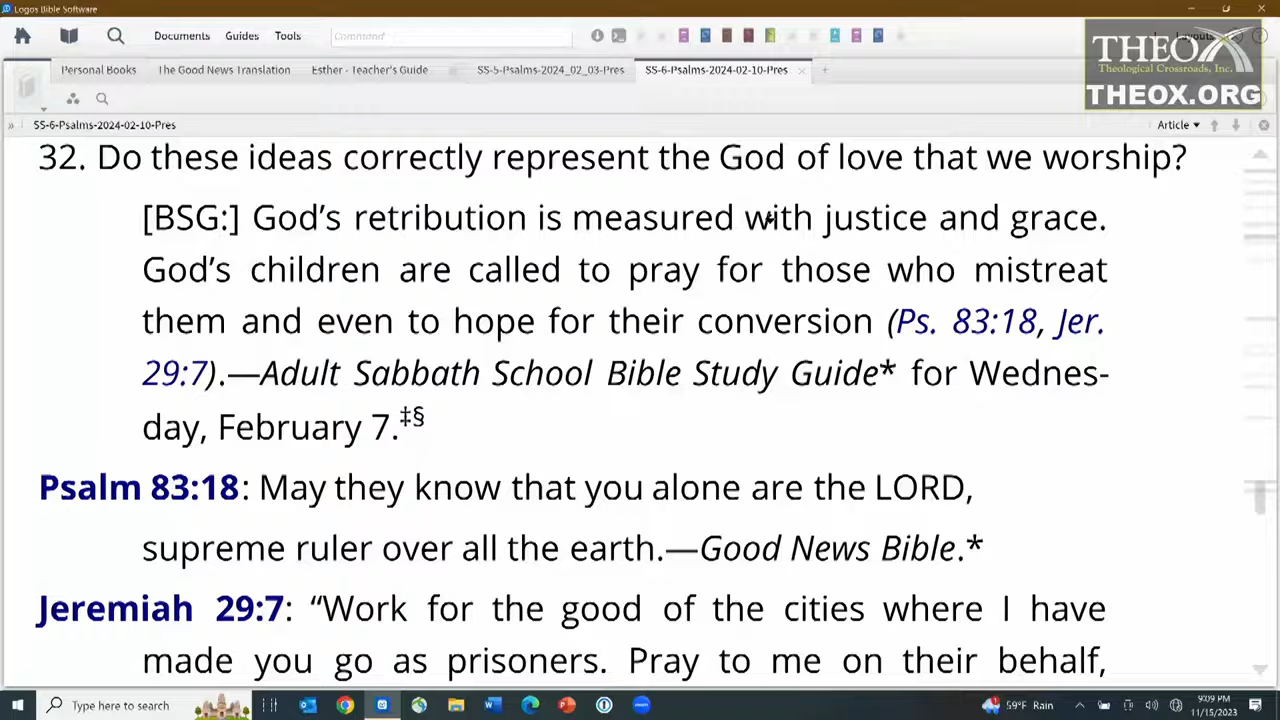 Logos Bible Software
Documents Guides Tools Command
THEOX
Theological Crossroads, Inc.
THEOX.ORG
Personal Books The Good News Translation Esther - Teacher's SS-5-Psalms-2024_02_03-Pres SS-6-Psalms-2024-02-10-Pres
SS-6-Psalms-2024-02-10-Pres Article
32. Do these ideas correctly represent the God of love that we worship?
[BSG:] God's retribution is measured with justice and grace.
God's children are called to pray for those who mistreat
them and even to hope for their conversion (Ps. 83:18, Jer.
29:7).—Adult Sabbath School Bible Study Guide* for Wednes-
day, February 7.‡§
Psalm 83:18: May they know that you alone are the LORD,
supreme ruler over all the earth.—Good News Bible.*
Jeremiah 29:7: “Work for the good of the cities where I have
made you go as prisoners. Pray to me on their behalf,
Type here to search 59°F Rain 9:09 PM
11/15/2023